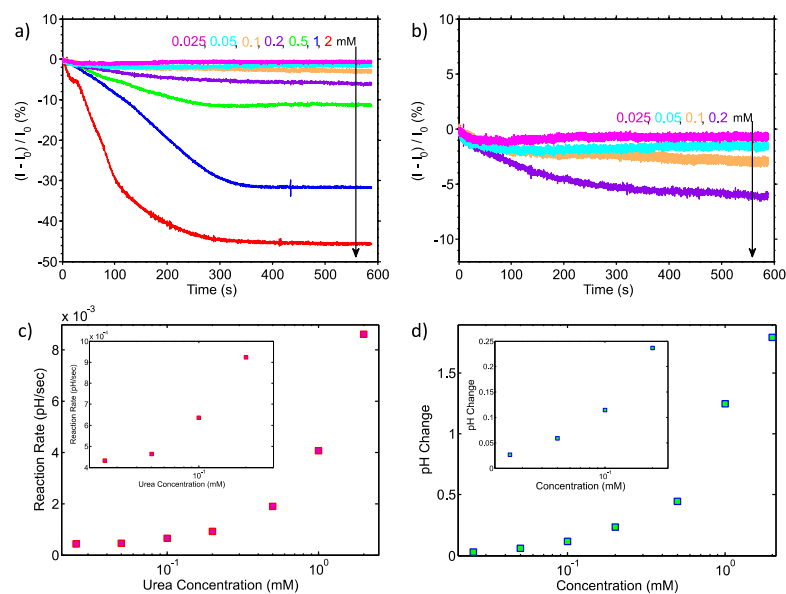 a)
0.025, 0.05, 0.1, 0.2, 0.5, 1, 2 mM
(I - I₀) / I₀ (%)
10
0
-10
-20
-30
-40
-50
0 100 200 300 400 500 600
Time (s)
b)
0.025, 0.05, 0.1, 0.2 mM
(I - I₀) / I₀ (%)
10
5
0
-5
-10
0 100 200 300 400 500 600
Time (s)
c)
x 10⁻³
Reaction Rate (pH/sec)
8
6
4
2
0
10⁻¹ 10⁰
Urea Concentration (mM)
Reaction Rate (pH/sec)
10
9
8
7
6
5
4
10⁻¹
Urea Concentration (mM)
d)
pH Change
1.5
1
0.5
0
10⁻¹ 10⁰
Concentration (mM)
pH Change
0.25
0.2
0.15
0.1
0.05
0
10⁻¹
Concentration (mM)